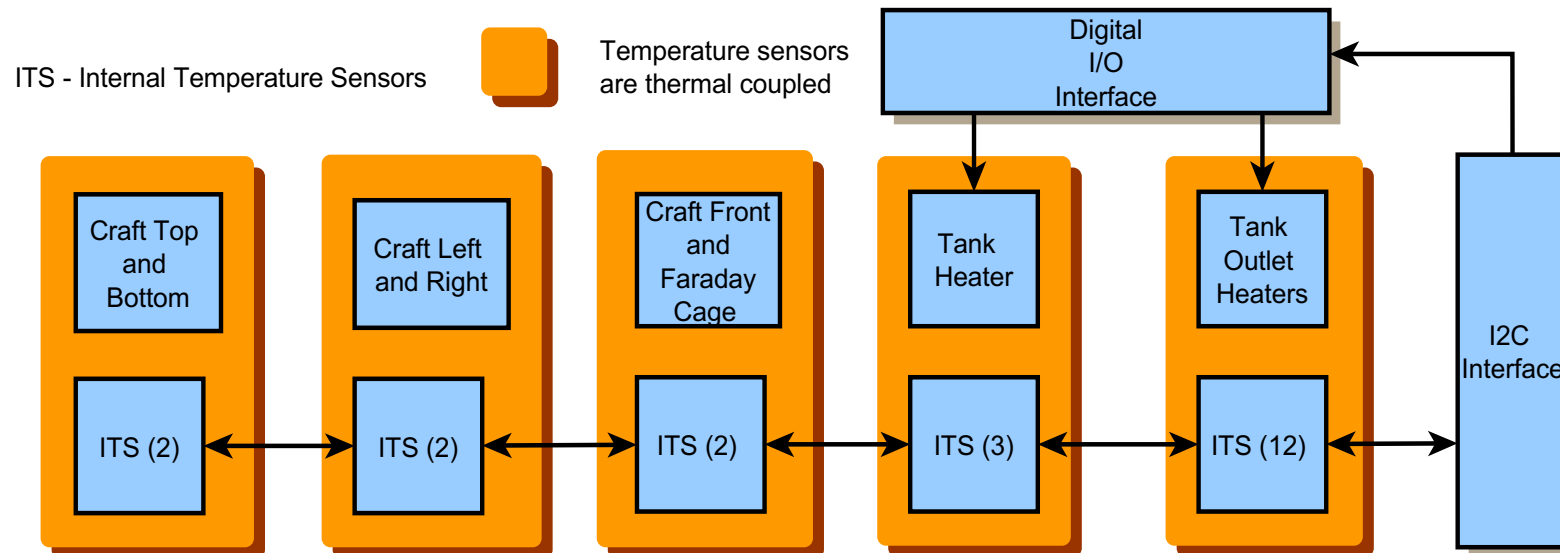 ITS - Internal Temperature Sensors
Temperature sensors
are thermal coupled
Digital
I/O
Interface
Craft Top
and
Bottom
Craft Left
and Right
Craft Front
and
Faraday
Cage
Tank
Heater
Tank
Outlet
Heaters
I2C
Interface
ITS (2)
ITS (2)
ITS (2)
ITS (3)
ITS (12)